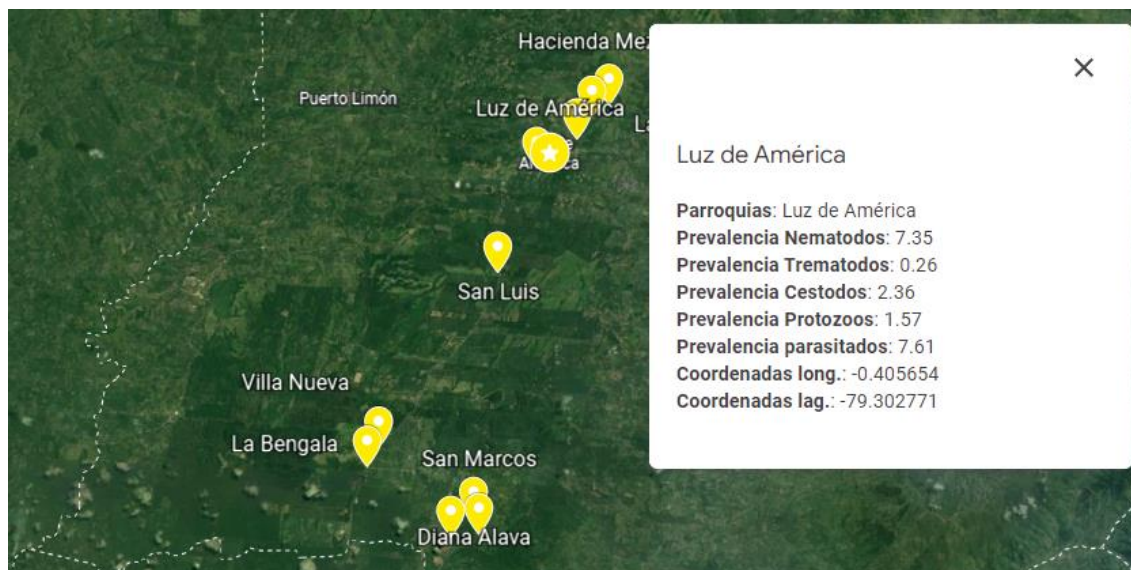 Hacienda Mez
Puerto Limón
Luz de América
La
San Luis
Villa Nueva
La Bengala
San Marcos
Diana Alava
Luz de América
Parroquias: Luz de América
Prevalencia Nematodos: 7.35
Prevalencia Trematodos: 0.26
Prevalencia Cestodos: 2.36
Prevalencia Protozoos: 1.57
Prevalencia parasitados: 7.61
Coordenadas long.: -0.405654
Coordenadas lag.: -79.302771